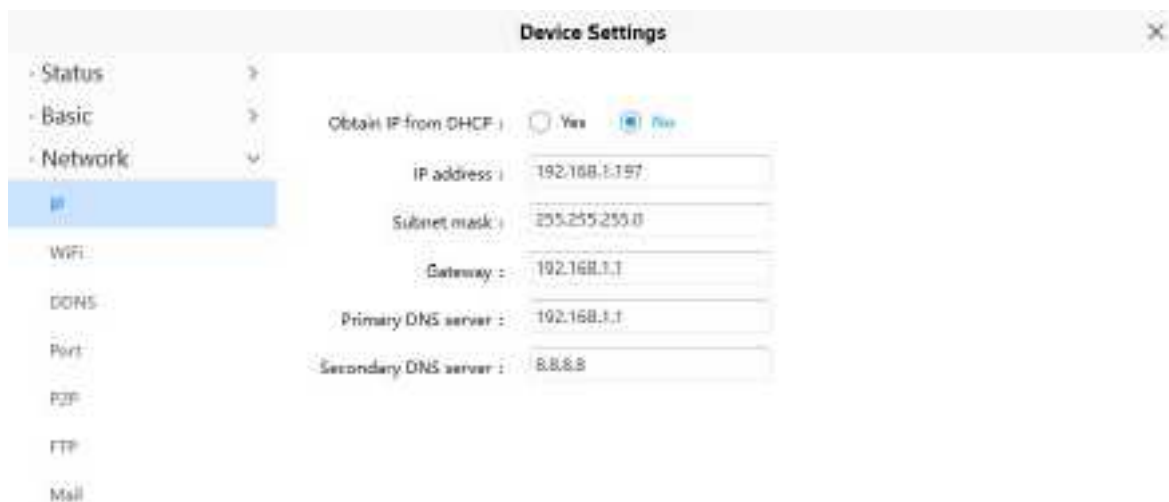 Device Settings
- Status
- Basic
- Network
IP
WiFi
DDNS
Port
P2P
FTP
Mail
Obtain IP from DHCP : Yes No
IP address : 192.168.1.197
Subnet mask : 255.255.255.0
Gateway : 192.168.1.1
Primary DNS server : 192.168.1.1
Secondary DNS server : 8.8.8.8